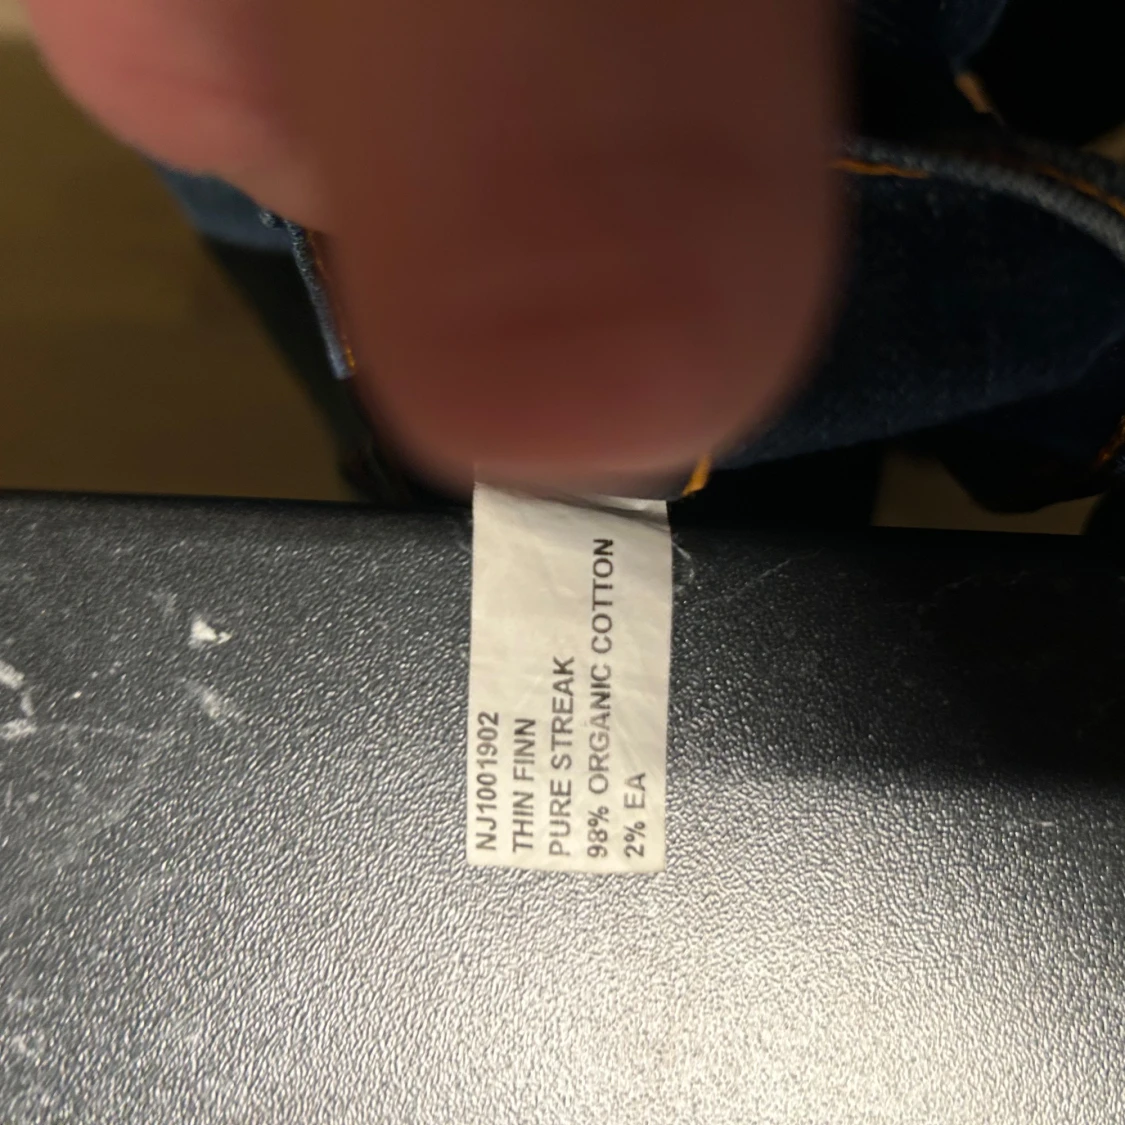 NJ1001902
THIN FINN
PURE STREAK
98% ORGANIC COTTON
2% EA